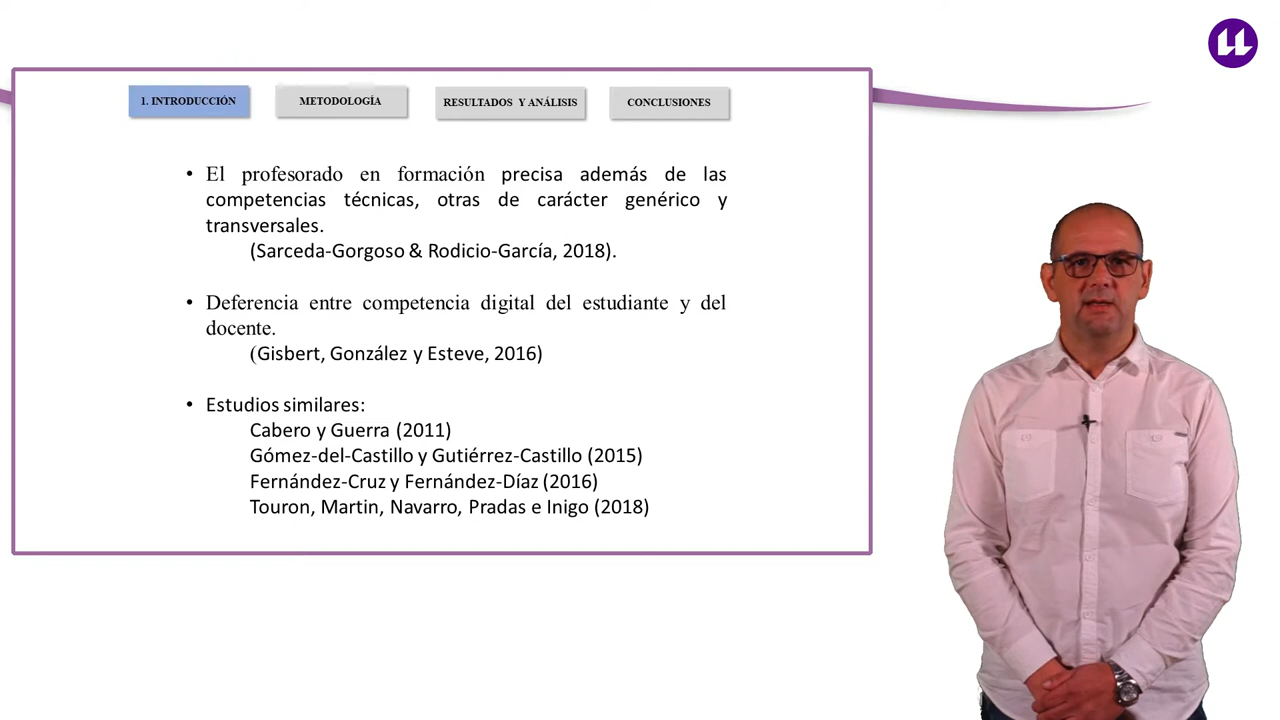 1. INTRODUCCIÓN
METODOLOGÍA
RESULTADOS Y ANÁLISIS
CONCLUSIONES
• El profesorado en formación precisa además de las
competencias técnicas, otras de carácter genérico y
transversales.
(Sarceda-Gorgoso & Rodicio-García, 2018).
• Deferencia entre competencia digital del estudiante y del
docente.
(Gisbert, González y Esteve, 2016)
• Estudios similares:
Cabero y Guerra (2011)
Gómez-del-Castillo y Gutiérrez-Castillo (2015)
Fernández-Cruz y Fernández-Díaz (2016)
Touron, Martin, Navarro, Pradas e Inigo (2018)